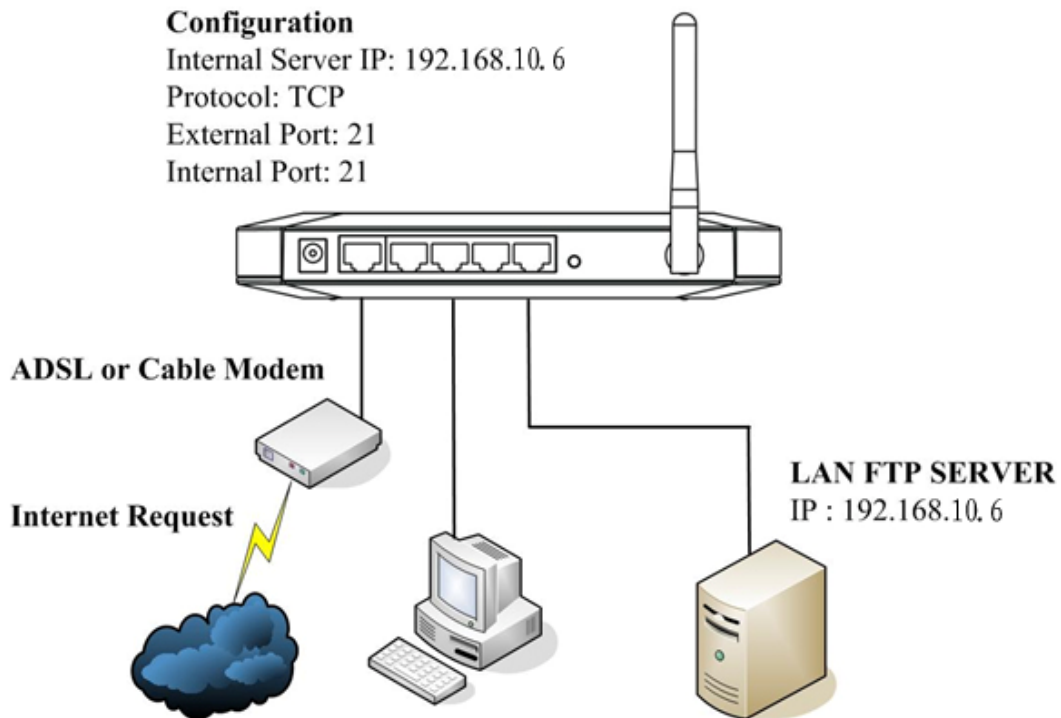 Configuration
Internal Server IP: 192.168.10. 6
Protocol: TCP
External Port: 21
Internal Port: 21
ADSL or Cable Modem
Internet Request
LAN FTP SERVER
IP : 192.168.10. 6